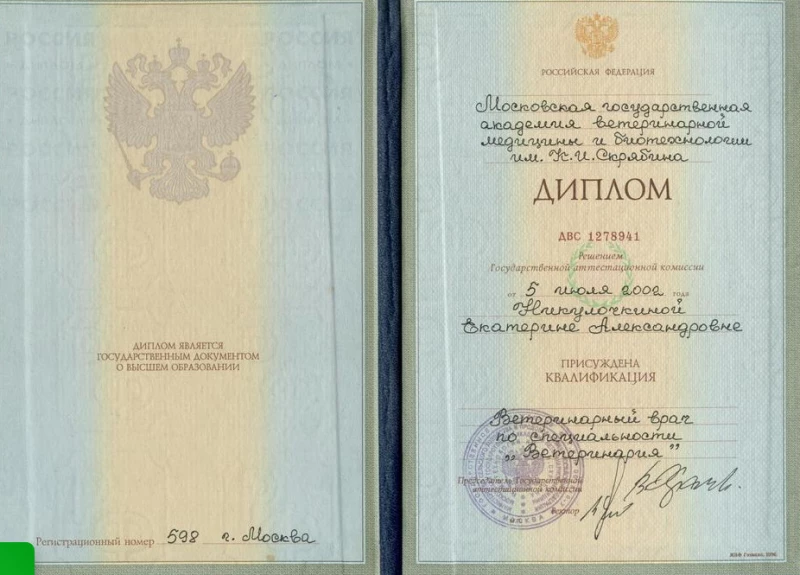 ДИПЛОМ ЯВЛЯЕТСЯ
ГОСУДАРСТВЕННЫМ ДОКУМЕНТОМ
О ВЫСШЕМ ОБРАЗОВАНИИ
Регистрационный номер 598 г. Москва
РОССИЙСКАЯ ФЕДЕРАЦИЯ
Московская государственная
академия ветеринарной
медицины и биотехнологии
им. К.И.Скрябина
ДИПЛОМ
ДВС 1278941
Решением
Государственной аттестационной комиссии
от 5 июля 2002 года
Никулочкиной
Екатерине Александровне
ПРИСУЖДЕНА
КВАЛИФИКАЦИЯ
Ветеринарный врач
по специальности
„Ветеринария"
Председатель Государственной
аттестационной комиссии
Ректор
МОСКВА